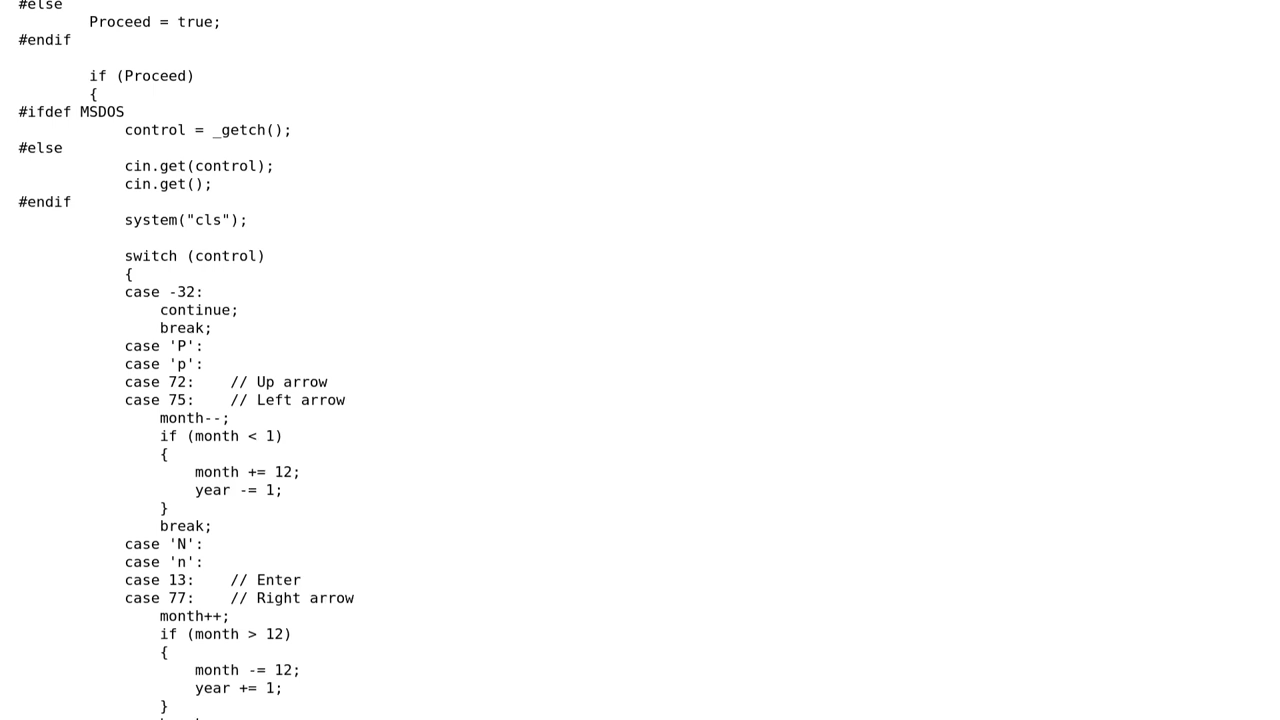 #else
        Proceed = true;
#endif

        if (Proceed)
        {
#ifdef MSDOS
            control = _getch();
#else
            cin.get(control);
            cin.get();
#endif
            system("cls");

            switch (control)
            {
            case -32:
                continue;
                break;
            case 'P':
            case 'p':
            case 72:    // Up arrow
            case 75:    // Left arrow
                month--;
                if (month < 1)
                {
                    month += 12;
                    year -= 1;
                }
                break;
            case 'N':
            case 'n':
            case 13:    // Enter
            case 77:    // Right arrow
                month++;
                if (month > 12)
                {
                    month -= 12;
                    year += 1;
                }